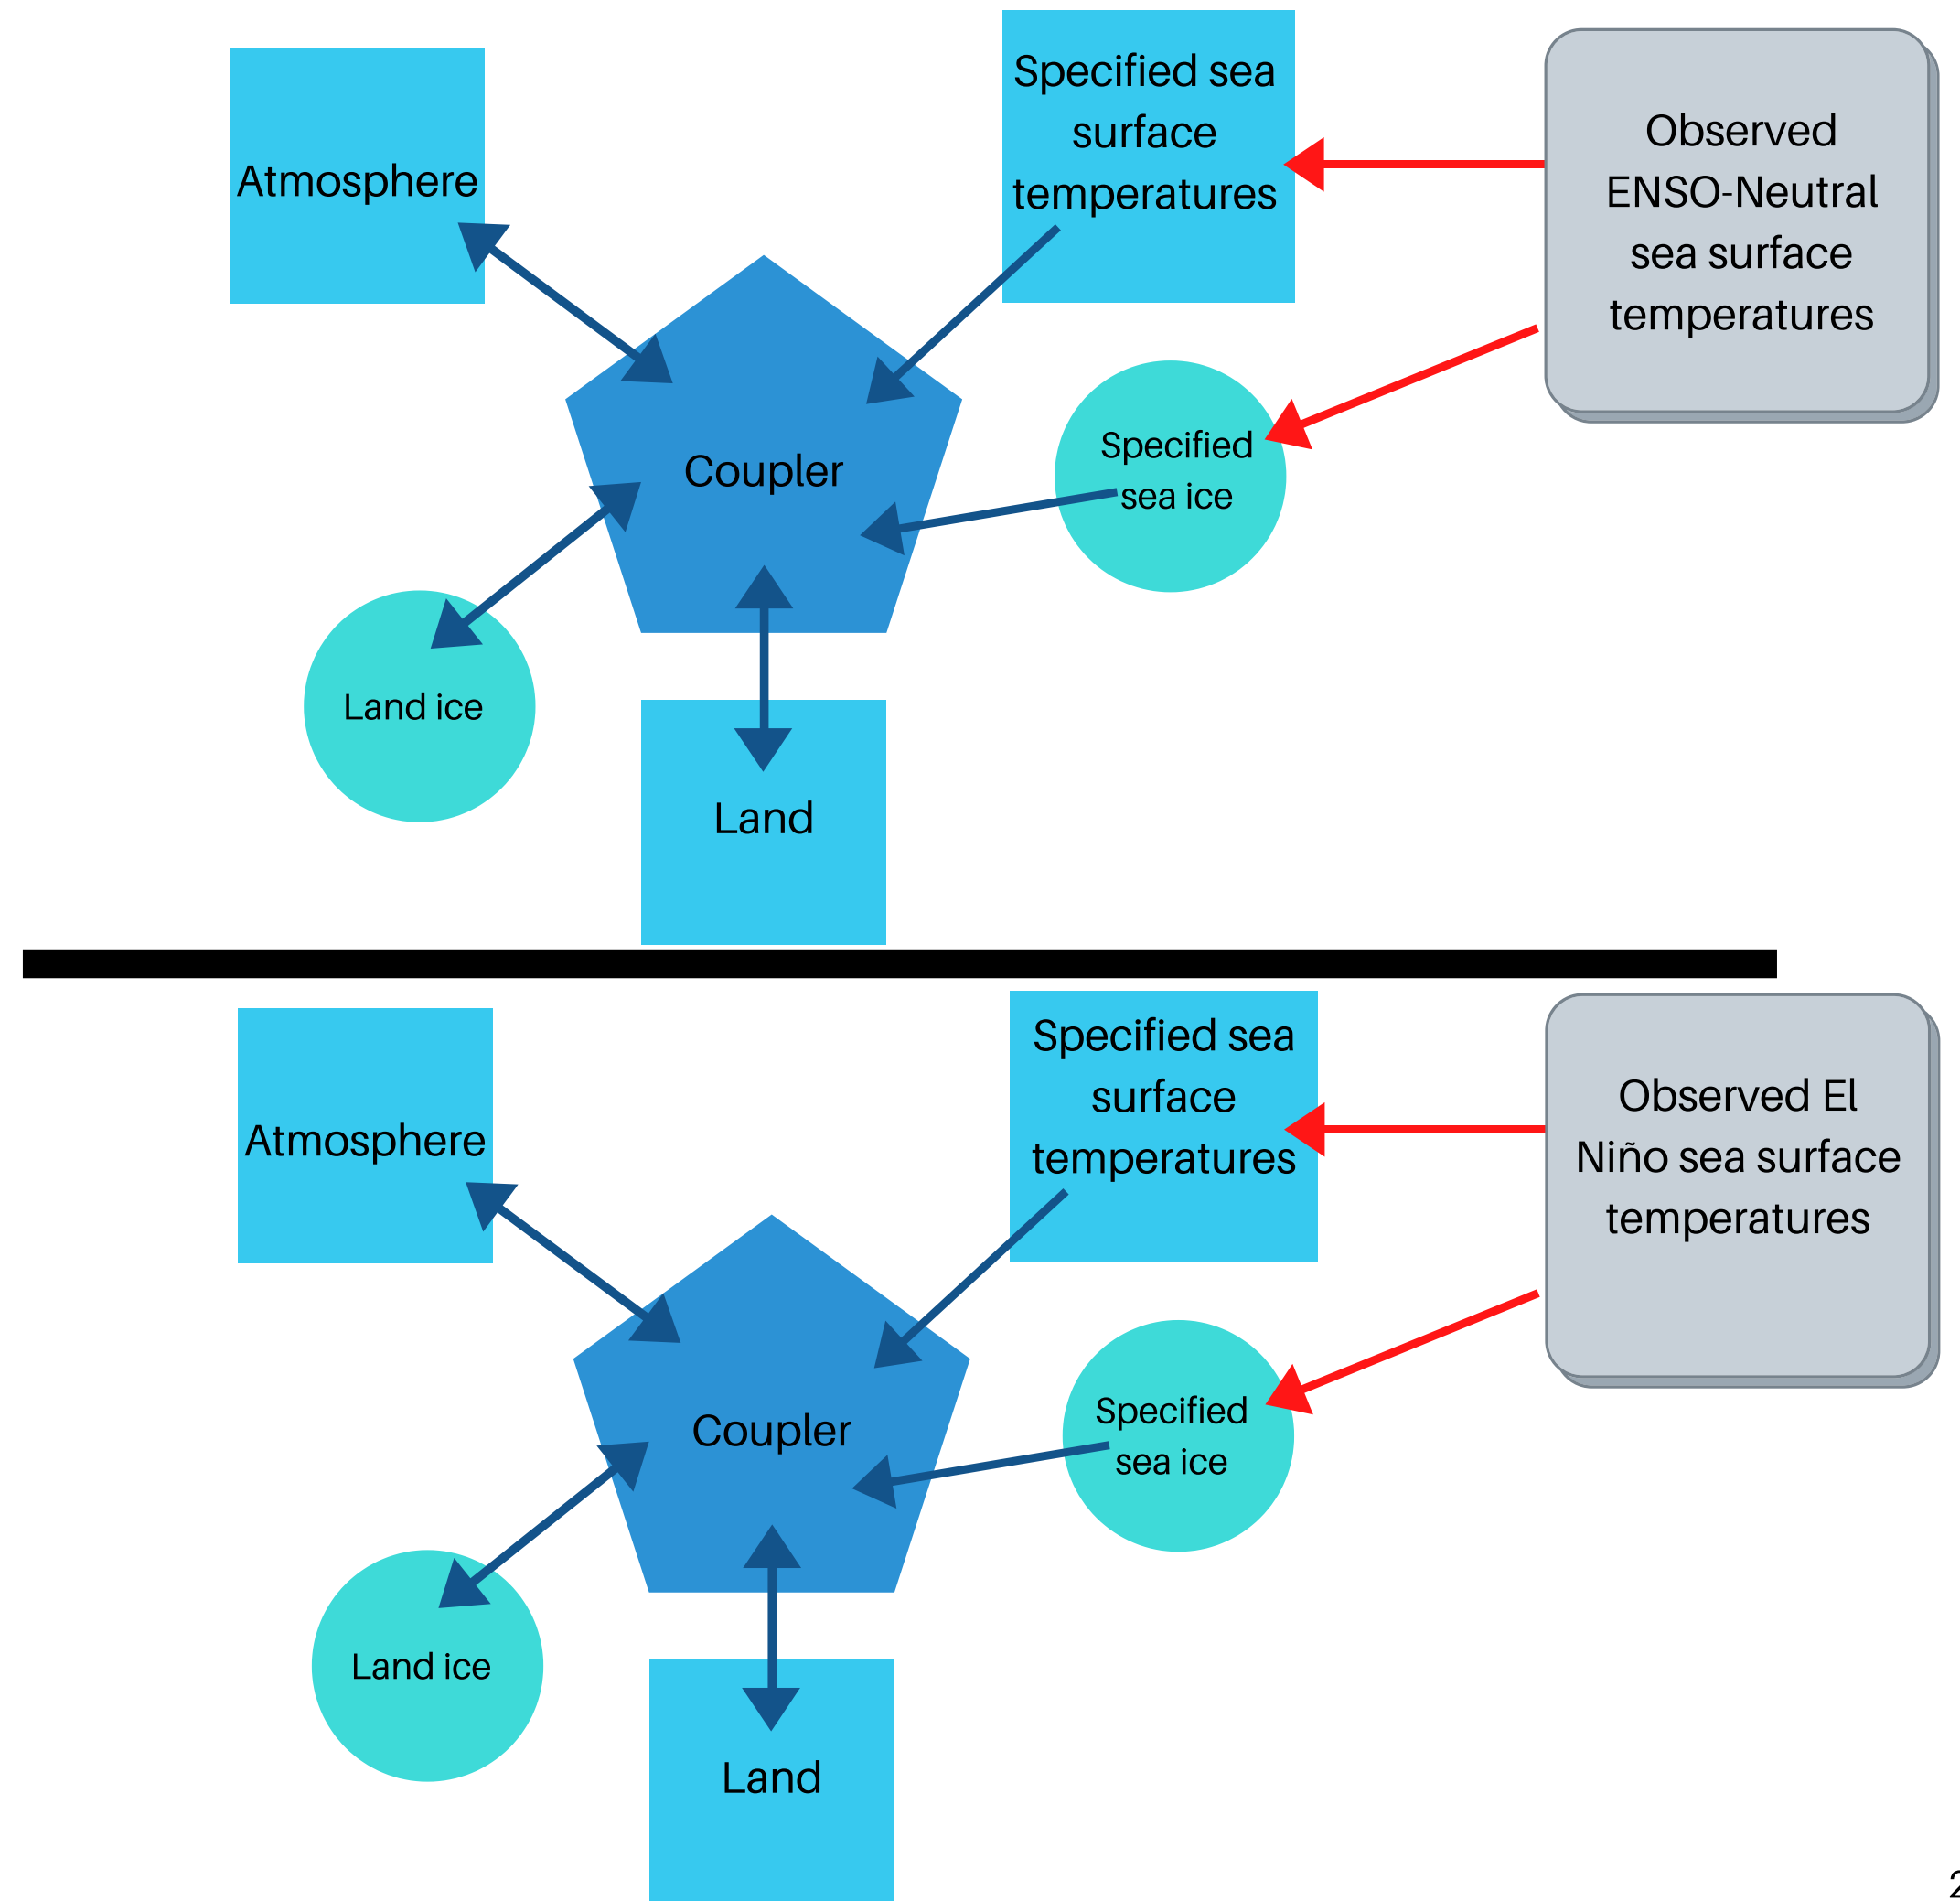 Atmosphere
Specified sea
surface
temperatures
Observed
ENSO-Neutral
sea surface
temperatures
Coupler
Specified
sea ice
Land ice
Land
Atmosphere
Specified sea
surface
temperatures
Observed El
Niño sea surface
temperatures
Coupler
Specified
sea ice
Land ice
Land